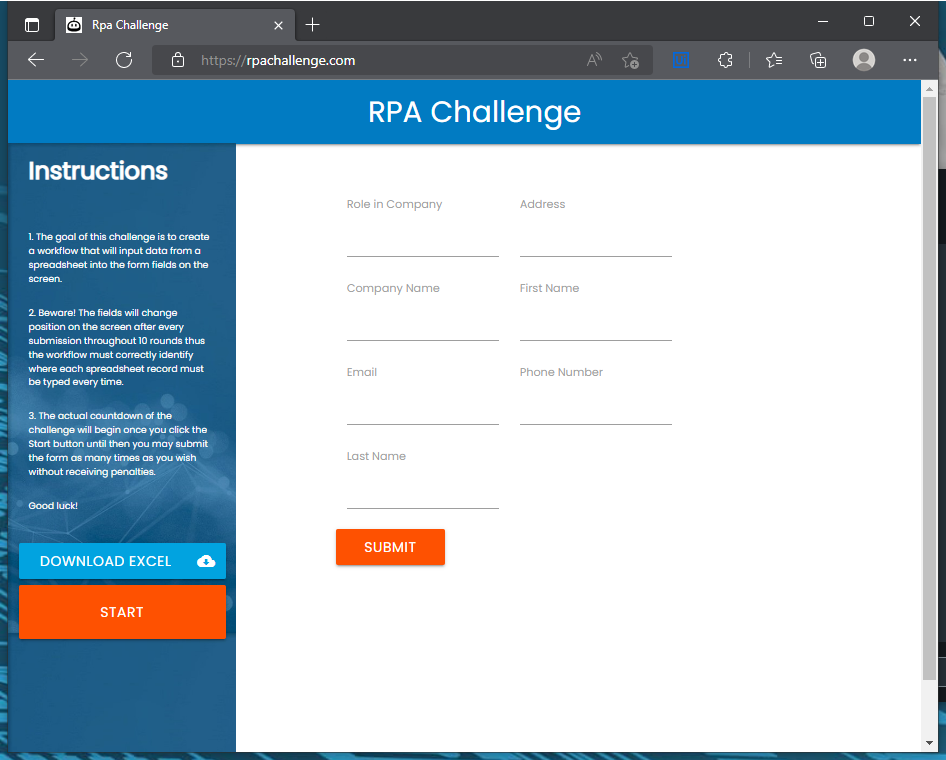 Rpa Challenge
https://rpachallenge.com
RPA Challenge
Instructions
1. The goal of this challenge is to create
a workflow that will input data from a
spreadsheet into the form fields on the
screen.
2. Beware! The fields will change
position on the screen after every
submission throughout 10 rounds thus
the workflow must correctly identify
where each spreadsheet record must
be typed every time.
3. The actual countdown of the
challenge will begin once you click the
Start button until then you may submit
the form as many times as you wish
without receiving penalties.
Good luck!
DOWNLOAD EXCEL
START
Role in Company
Address
Company Name
First Name
Email
Phone Number
Last Name
SUBMIT